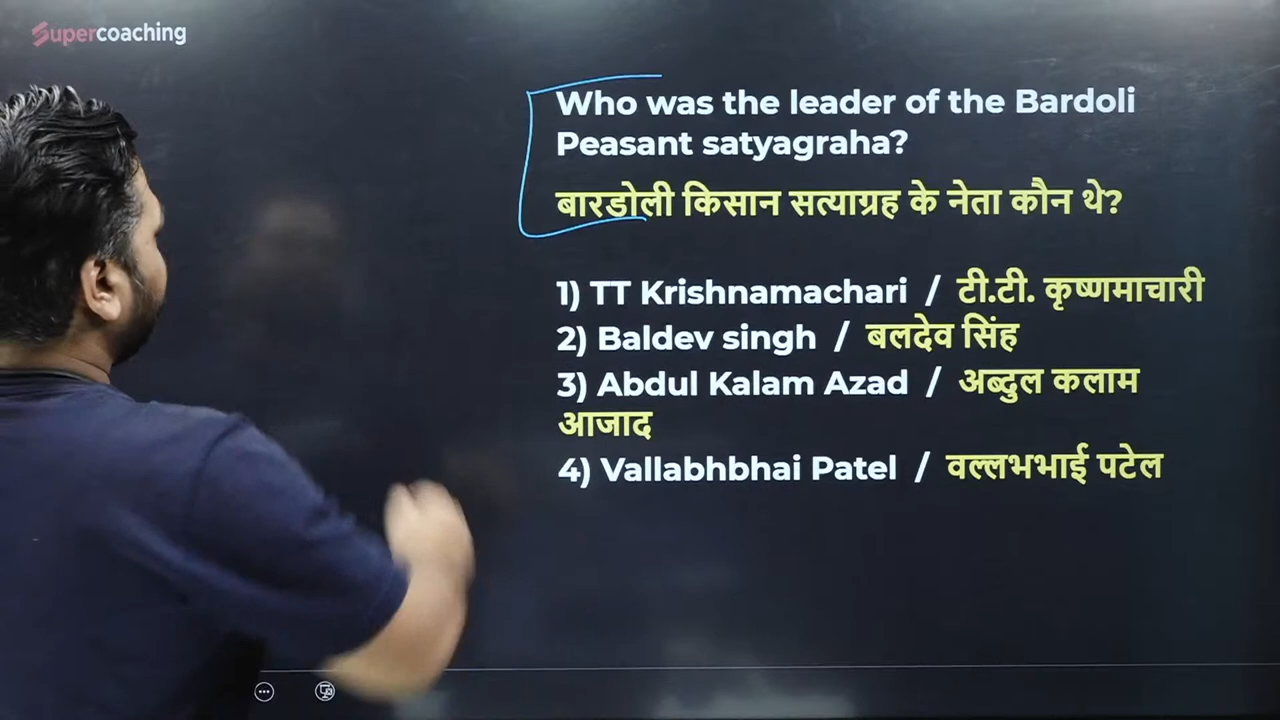 Supercoaching
Who was the leader of the Bardoli
Peasant satyagraha?
बारडोली किसान सत्याग्रह के नेता कौन थे?
1) TT Krishnamachari / टी.टी. कृष्णमाचारी
2) Baldev singh / बलदेव सिंह
3) Abdul Kalam Azad / अब्दुल कलाम
आजाद
4) Vallabhbhai Patel / वल्लभभाई पटेल